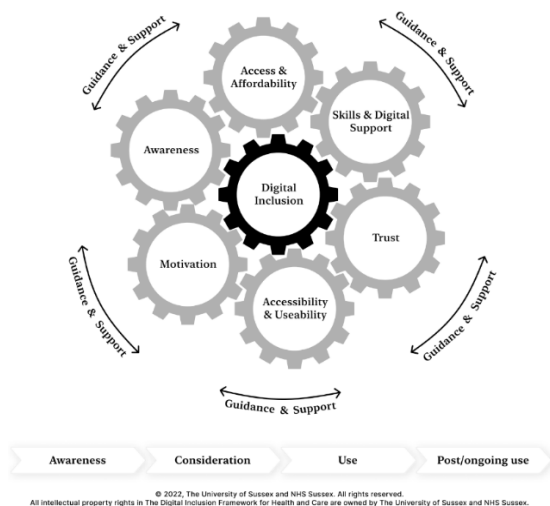 Guidance & Support
Guidance & Support
Access &
Affordability
Skills & Digital
Support
Awareness
Digital
Inclusion
Trust
Motivation
Accessibility
& Useability
Guidance & Support
Guidance & Support
Guidance & Support
Awareness
Consideration
Use
Post/ongoing use
© 2022, The University of Sussex and NHS Sussex. All rights reserved.
All intellectual property rights in The Digital Inclusion Framework for Health and Care are owned by The University of Sussex and NHS Sussex.